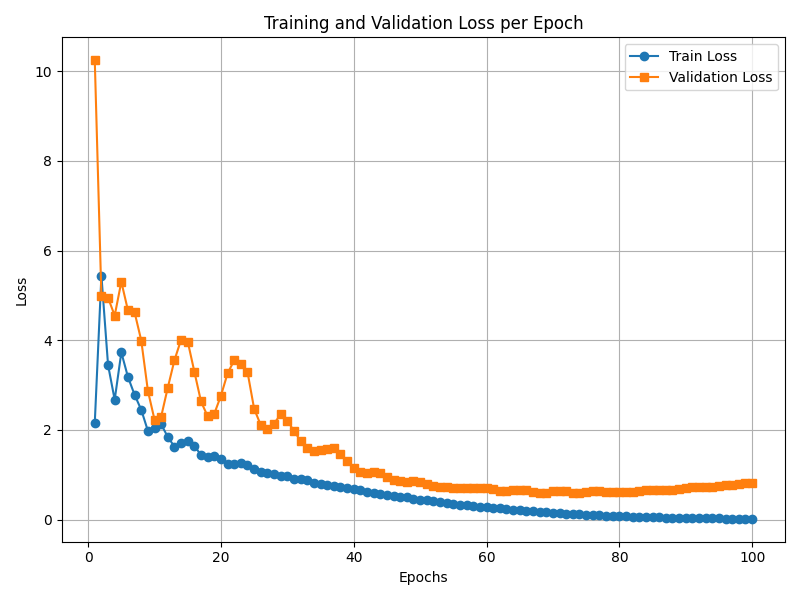 Training and Validation Loss per Epoch
Train Loss
Validation Loss
10
8
6
4
2
0
Loss
0 20 40 60 80 100
Epochs